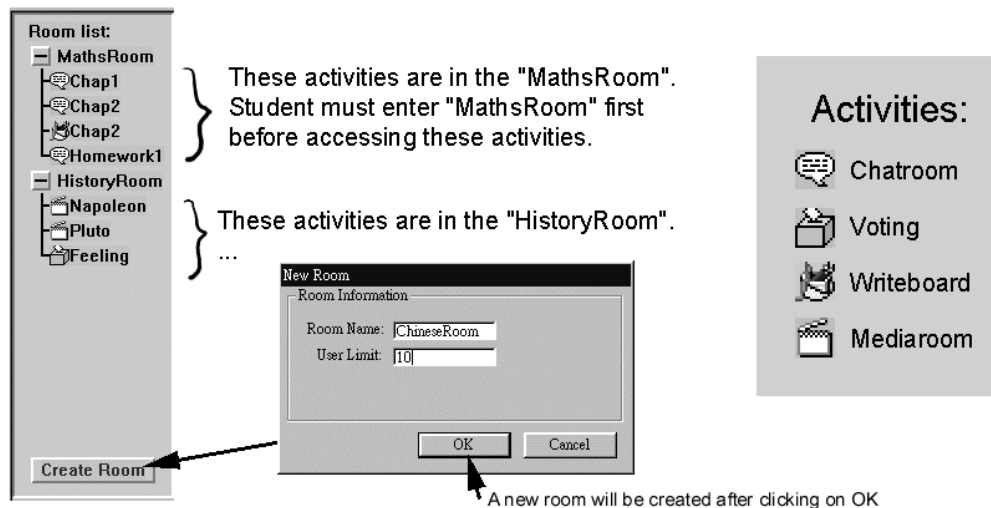 Room list:
MathsRoom
Chap1
Chap2
Chap2
Homework1
HistoryRoom
Napoleon
Pluto
Feeling
Create Room
These activities are in the "MathsRoom".
Student must enter "MathsRoom" first
before accessing these activities.
These activities are in the "HistoryRoom".
...
New Room
Room Information
Room Name: ChineseRoom
User Limit: 10
OK Cancel
A new room will be created after clicking on OK
Activities:
Chatroom
Voting
Writeboard
Mediaroom